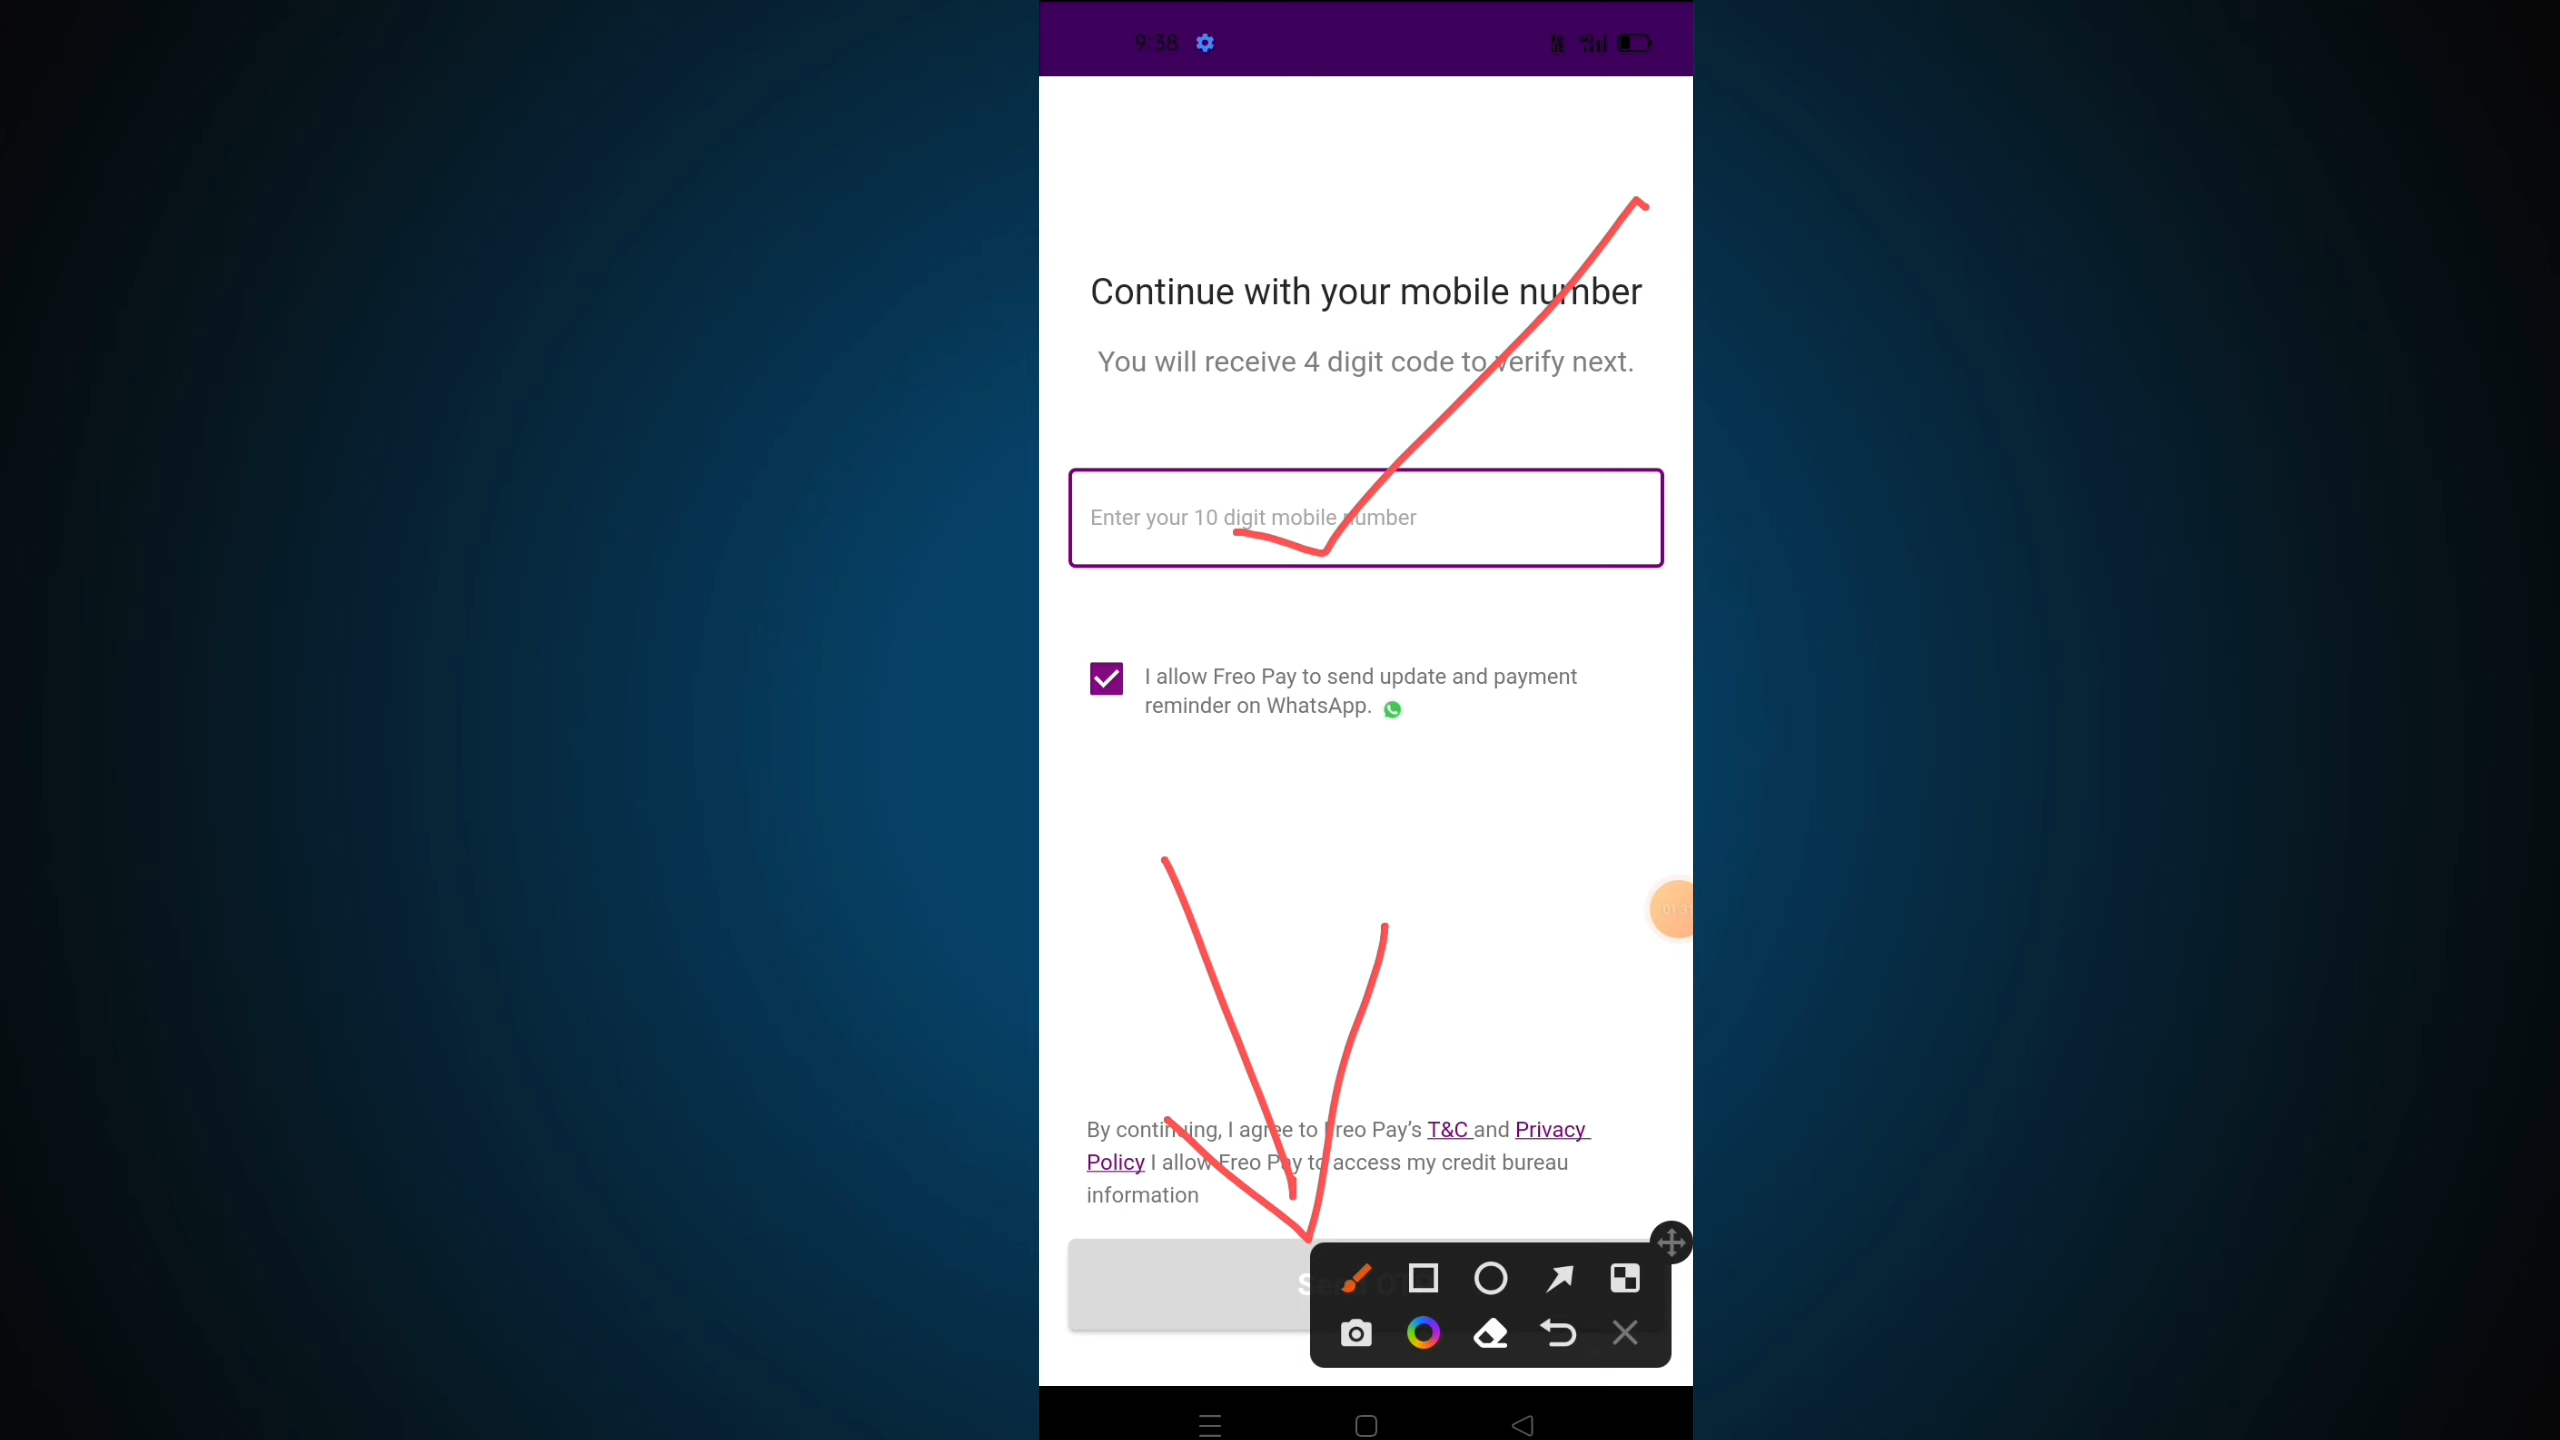 9:38
Continue with your mobile number
You will receive 4 digit code to verify next.
Enter your 10 digit mobile number
I allow Freo Pay to send update and payment
reminder on WhatsApp.
By continuing, I agree to Freo Pay's T&C and Privacy
Policy I allow Freo Pay to access my credit bureau
information